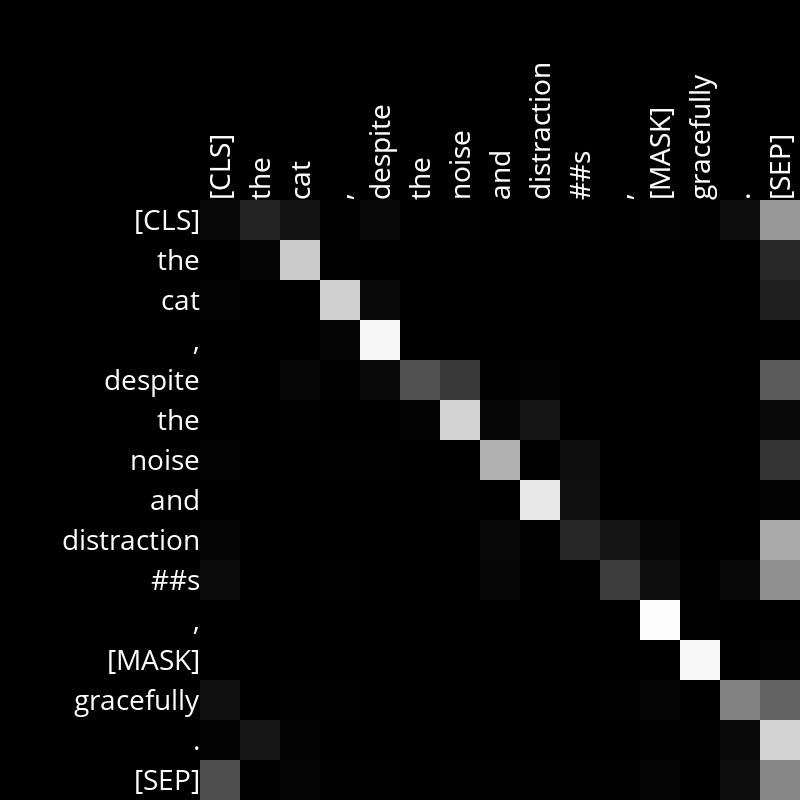 [CLS] the cat , despite the noise and distraction ##s , [MASK] gracefully . [SEP]
[CLS]
the
cat
,
despite
the
noise
and
distraction
##s
,
[MASK]
gracefully
.
[SEP]